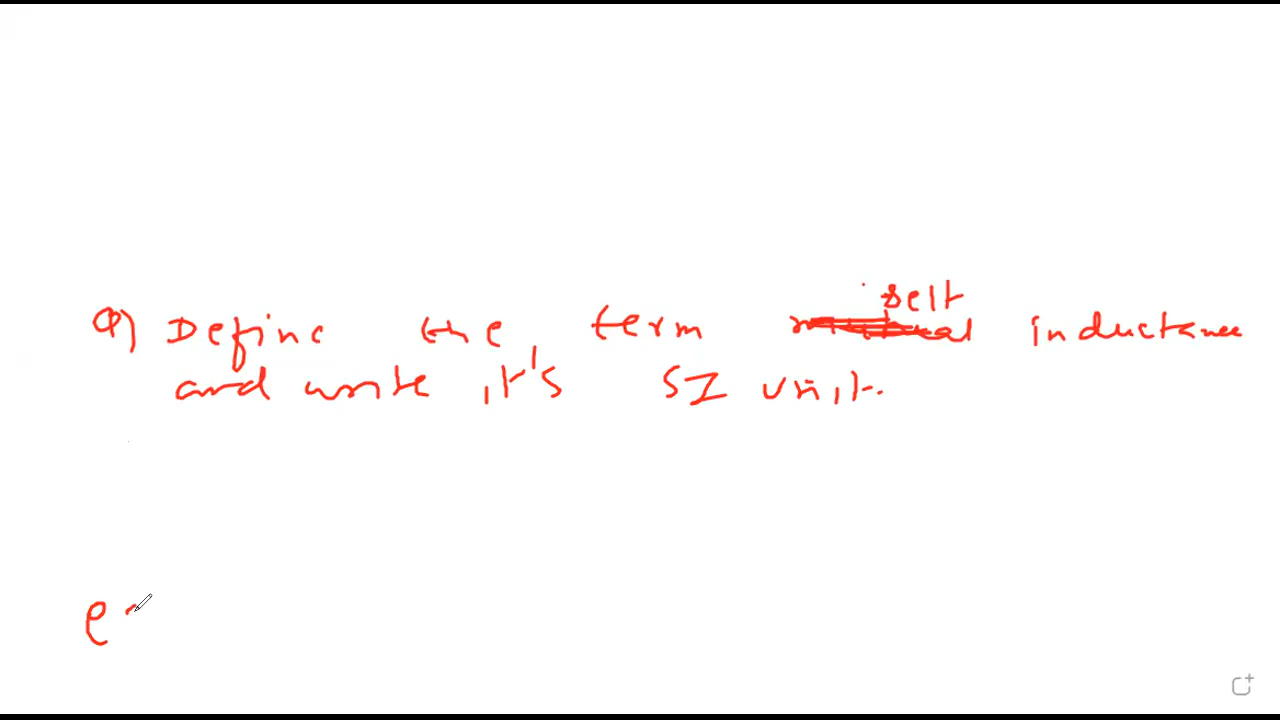 Q) Define the term self inductance
and write it's SI unit.
e -